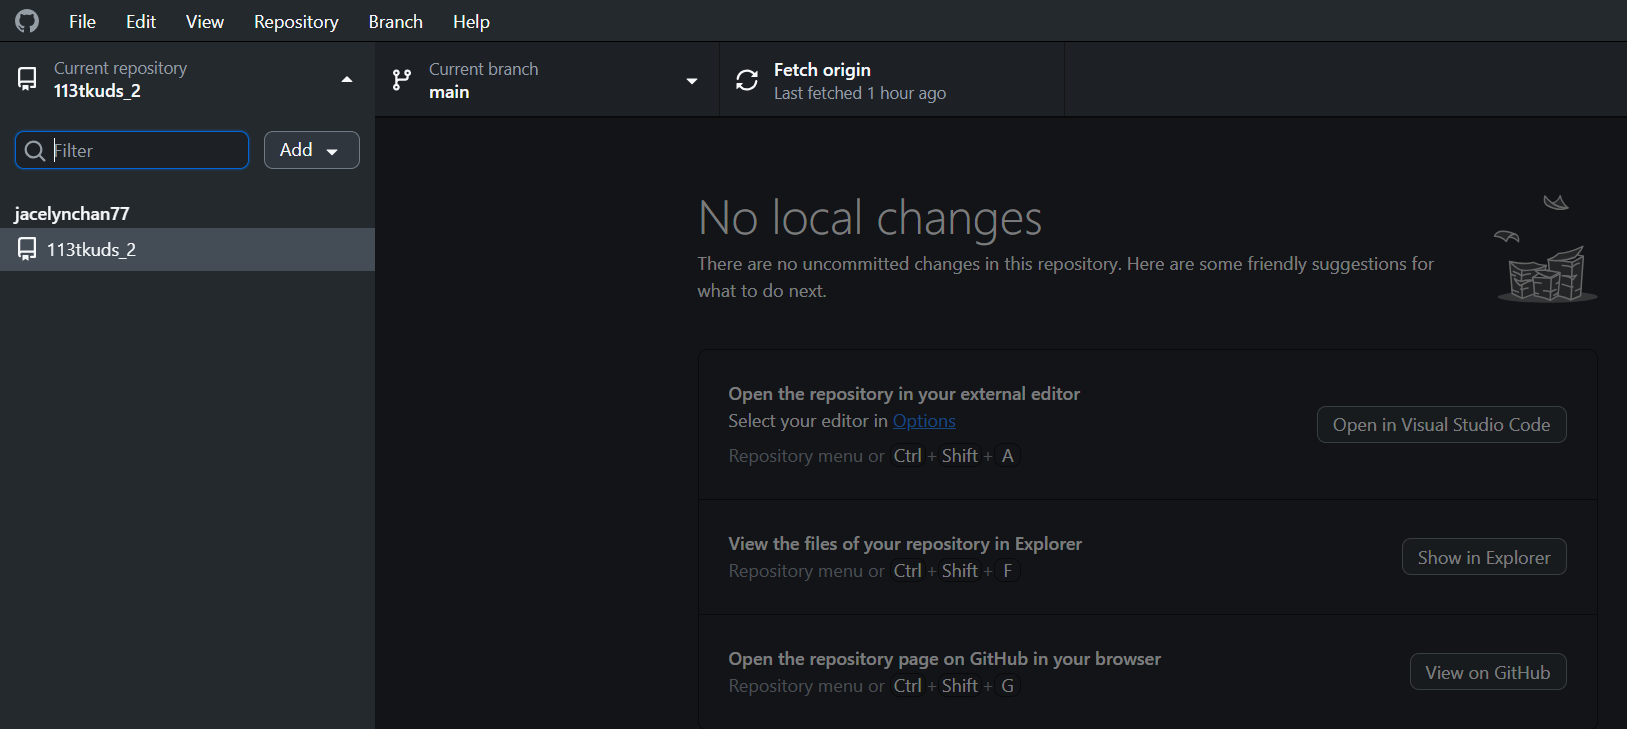 File Edit View Repository Branch Help
Current repository
113tkuds_2
Current branch
main
Fetch origin
Last fetched 1 hour ago
Filter
Add
jacelynchan77
113tkuds_2
No local changes
There are no uncommitted changes in this repository. Here are some friendly suggestions for
what to do next.
Open the repository in your external editor
Select your editor in Options
Repository menu or Ctrl + Shift + A
Open in Visual Studio Code
View the files of your repository in Explorer
Repository menu or Ctrl + Shift + F
Show in Explorer
Open the repository page on GitHub in your browser
Repository menu or Ctrl + Shift + G
View on GitHub